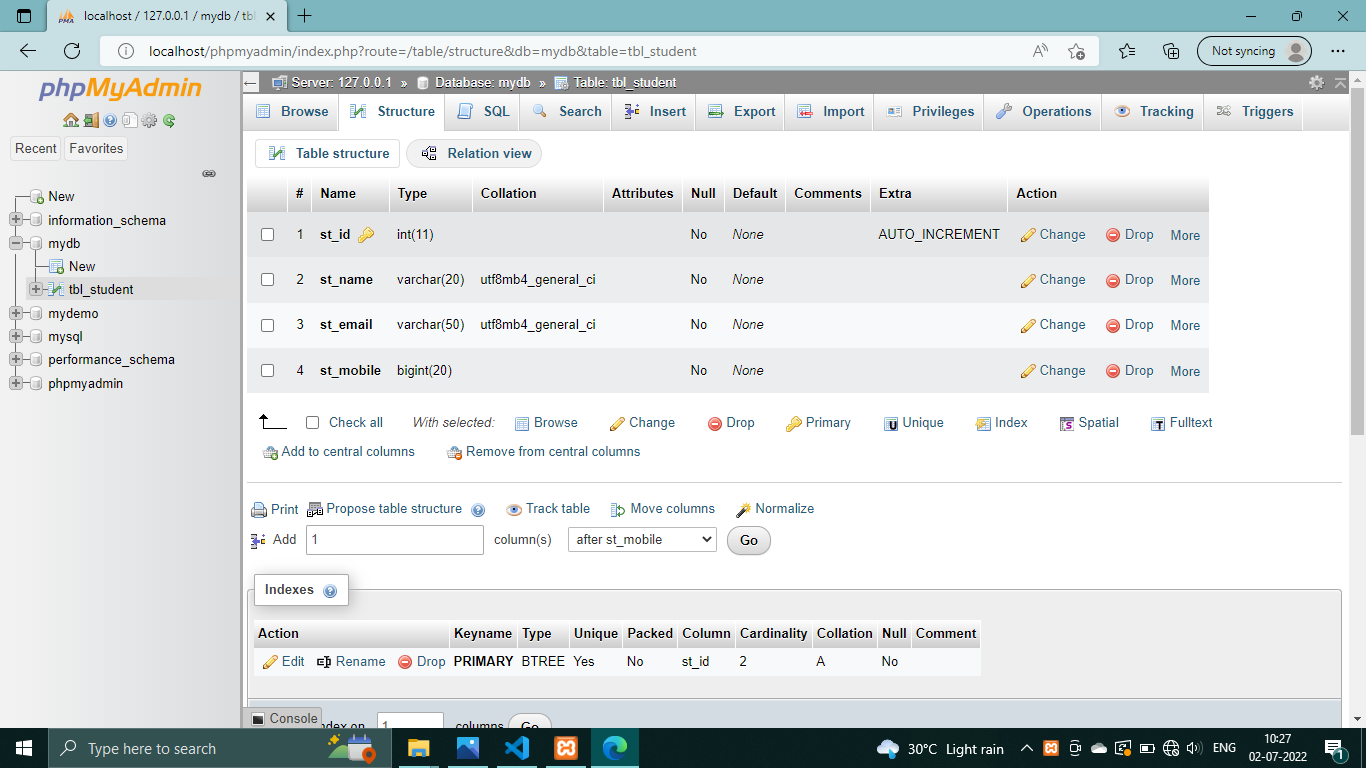 localhost / 127.0.0.1 / mydb / tbl
localhost/phpmyadmin/index.php?route=/table/structure&db=mydb&table=tbl_student
Not syncing
phpMyAdmin
Recent Favorites
New
information_schema
mydb
New
tbl_student
mydemo
mysql
performance_schema
phpmyadmin
Server: 127.0.0.1 » Database: mydb » Table: tbl_student
Browse Structure SQL Search Insert Export Import Privileges Operations Tracking Triggers
Table structure Relation view
# Name Type Collation Attributes Null Default Comments Extra Action
1 st_id int(11) No None AUTO_INCREMENT Change Drop More
2 st_name varchar(20) utf8mb4_general_ci No None Change Drop More
3 st_email varchar(50) utf8mb4_general_ci No None Change Drop More
4 st_mobile bigint(20) No None Change Drop More
Check all With selected: Browse Change Drop Primary Unique Index Spatial Fulltext
Add to central columns Remove from central columns
Print Propose table structure Track table Move columns Normalize
Add 1 column(s) after st_mobile Go
Indexes
Action Keyname Type Unique Packed Column Cardinality Collation Null Comment
Edit Rename Drop PRIMARY BTREE Yes No st_id 2 A No
Console ndex on 1 columns Go
Type here to search
30°C Light rain ENG 10:27
02-07-2022
1